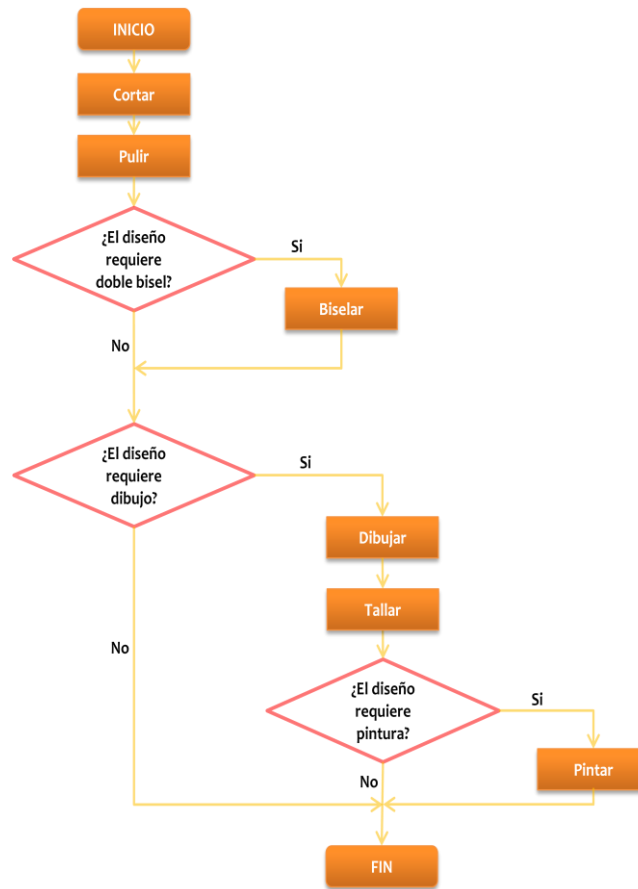 INICIO
Cortar
Pulir
¿El diseño
requiere
doble bisel?
Si
Biselar
No
¿El diseño
requiere
dibujo?
Si
Dibujar
Tallar
No
¿El diseño
requiere
pintura?
Si
Pintar
No
FIN